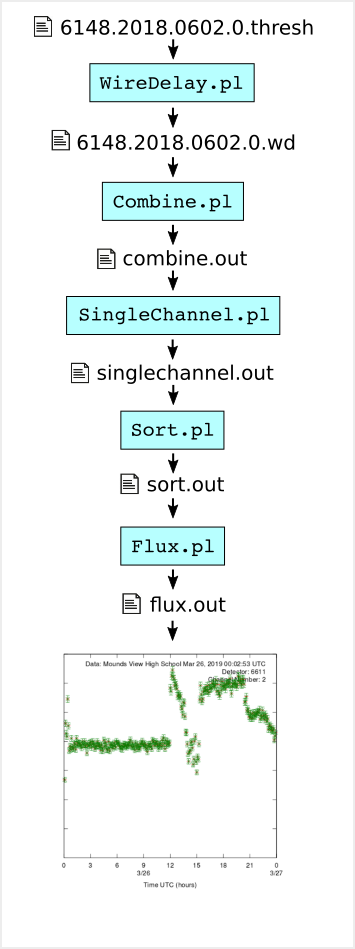 6148.2018.0602.0.thresh
WireDelay.pl
6148.2018.0602.0.wd
Combine.pl
combine.out
SingleChannel.pl
singlechannel.out
Sort.pl
sort.out
Flux.pl
flux.out
Data: Mounds View High School Mar 26, 2019 00:02:53 UTC
Detector: 6611
Channel Number: 2
0 3 6 9 12 15 18 21 0
3/26 3/27
Time UTC (hours)